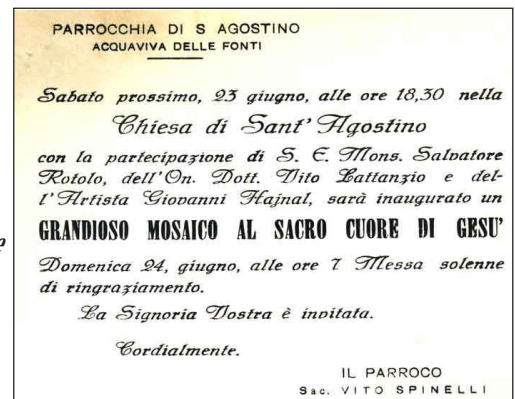 PARROCCHIA DI S AGOSTINO
ACQUAVIVA DELLE FONTI
Sabato prossimo, 23 giugno, alle ore 18,30 nella
Chiesa di Sant' Agostino
con la partecipazione di S. E. Mons. Salvatore
Rotolo, dell'On. Dott. Vito Lattanzio e del-
l'Artista Giovanni Hajnal, sarà inaugurato un
GRANDIOSO MOSAICO AL SACRO CUORE DI GESU'
Domenica 24, giugno, alle ore 7 Messa solenne
di ringraziamento.
La Signoria Vostra è invitata.
Cordialmente.
IL PARROCO
Sac. VITO SPINELLI